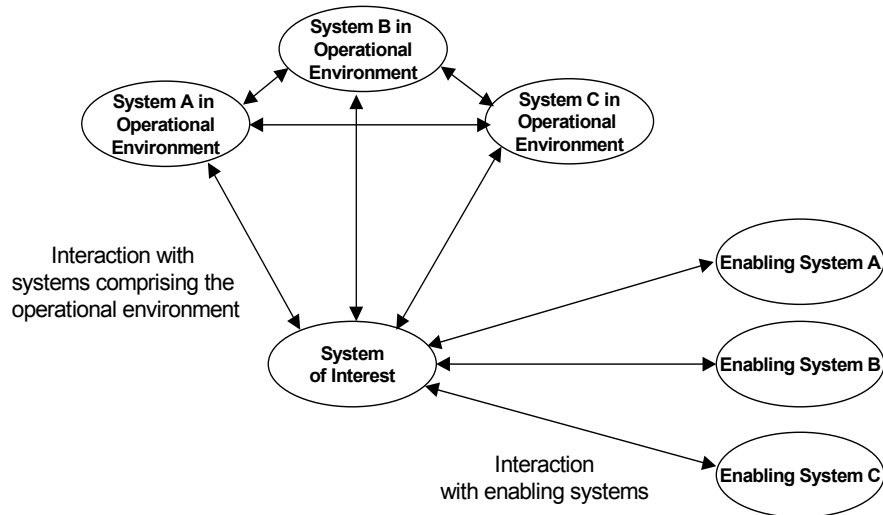 System B in
Operational
Environment
System A in
Operational
Environment
System C in
Operational
Environment
Interaction with
systems comprising the
operational environment
Enabling System A
System
of Interest
Enabling System B
Interaction
with enabling systems
Enabling System C